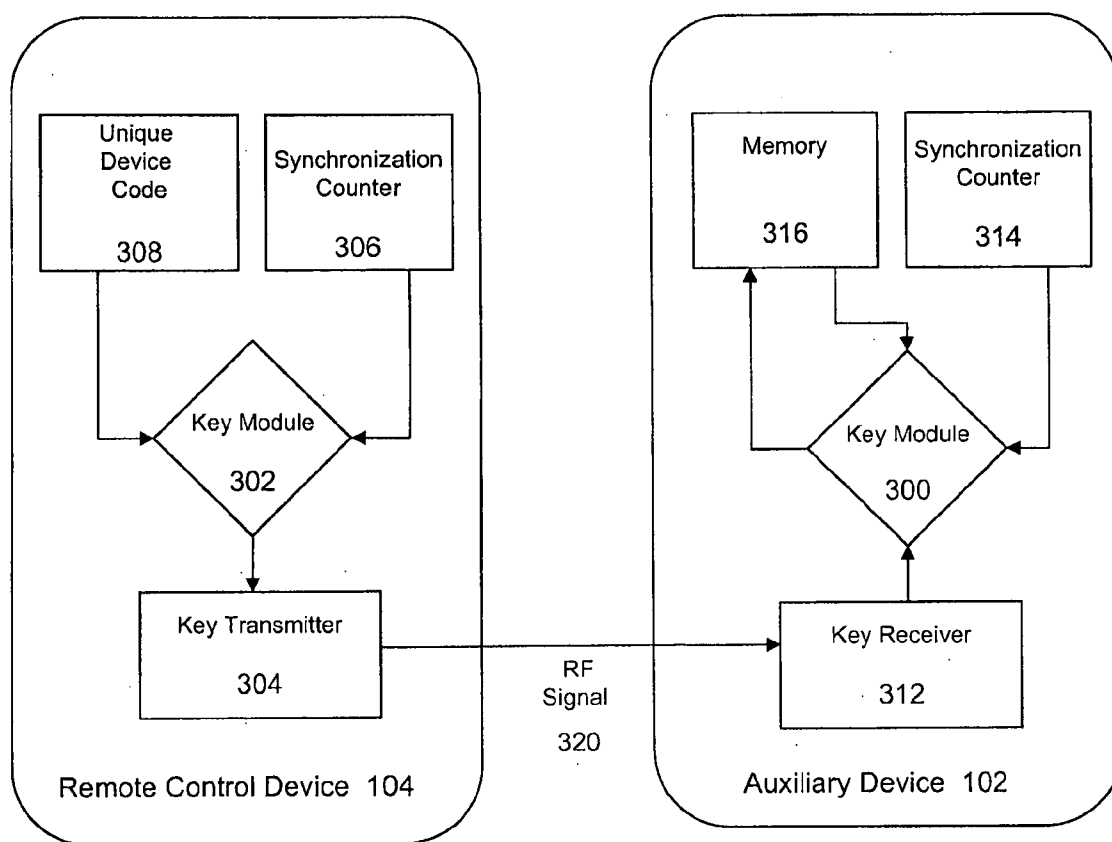 Unique
Device
Code
308
Synchronization
Counter
306
Key Module
302
Key Transmitter
304
Remote Control Device 104
RF
Signal
320
Memory
316
Synchronization
Counter
314
Key Module
300
Key Receiver
312
Auxiliary Device 102